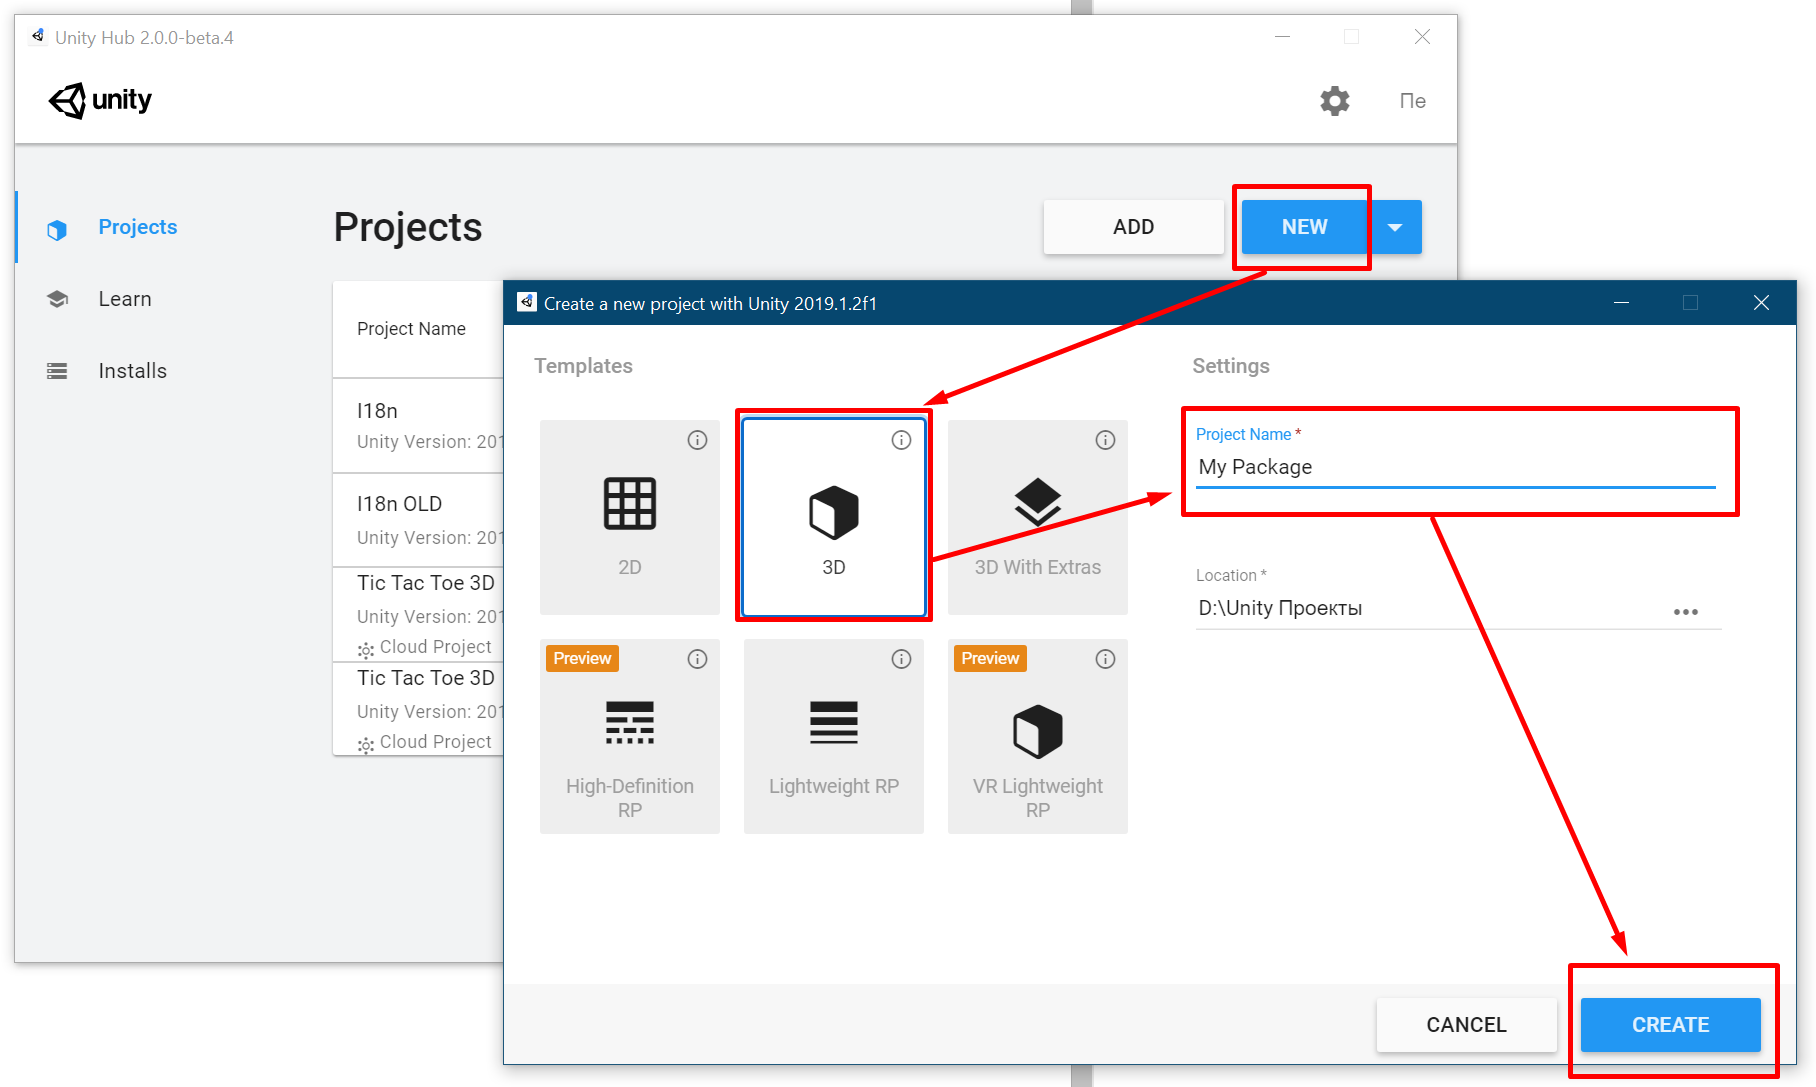 Unity Hub 2.0.0-beta.4
unity
Пе
Projects
Learn
Installs
Projects
ADD
NEW
Project Name
I18n
Unity Version: 201
I18n OLD
Unity Version: 201
Tic Tac Toe 3D
Unity Version: 201
Cloud Project
Tic Tac Toe 3D
Unity Version: 201
Cloud Project
Create a new project with Unity 2019.1.2f1
Templates
2D
3D
3D With Extras
Preview
High-Definition
RP
Lightweight RP
Preview
VR Lightweight
RP
Settings
Project Name *
My Package
Location *
D:\Unity Проекты
CANCEL
CREATE